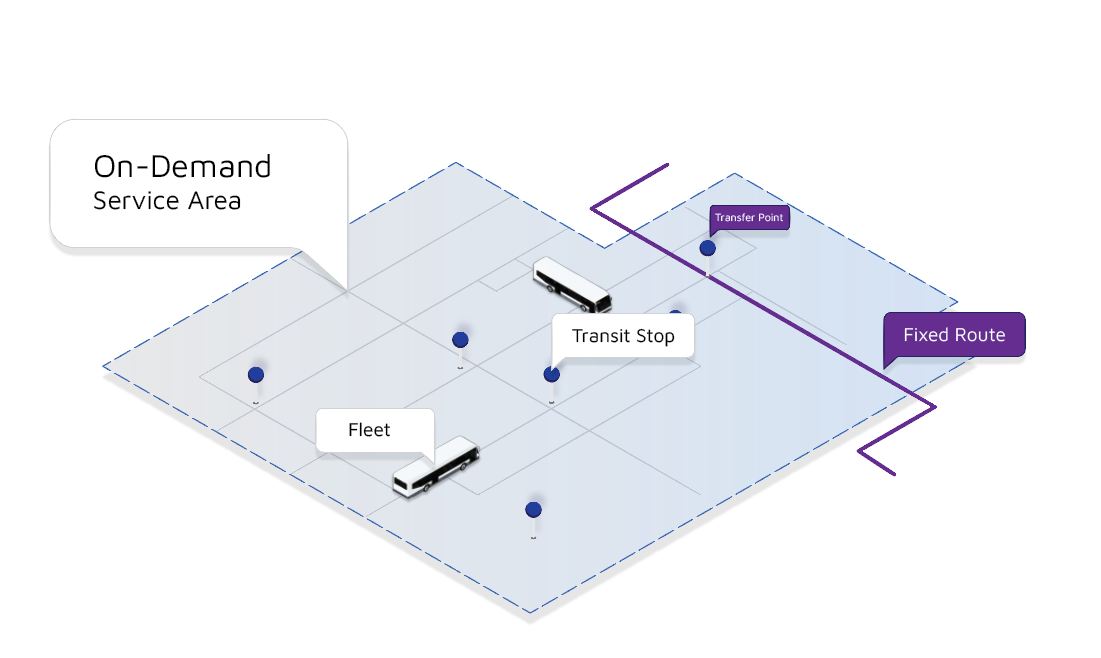 On-Demand
Service Area
Transfer Point
Transit Stop
Fixed Route
Fleet